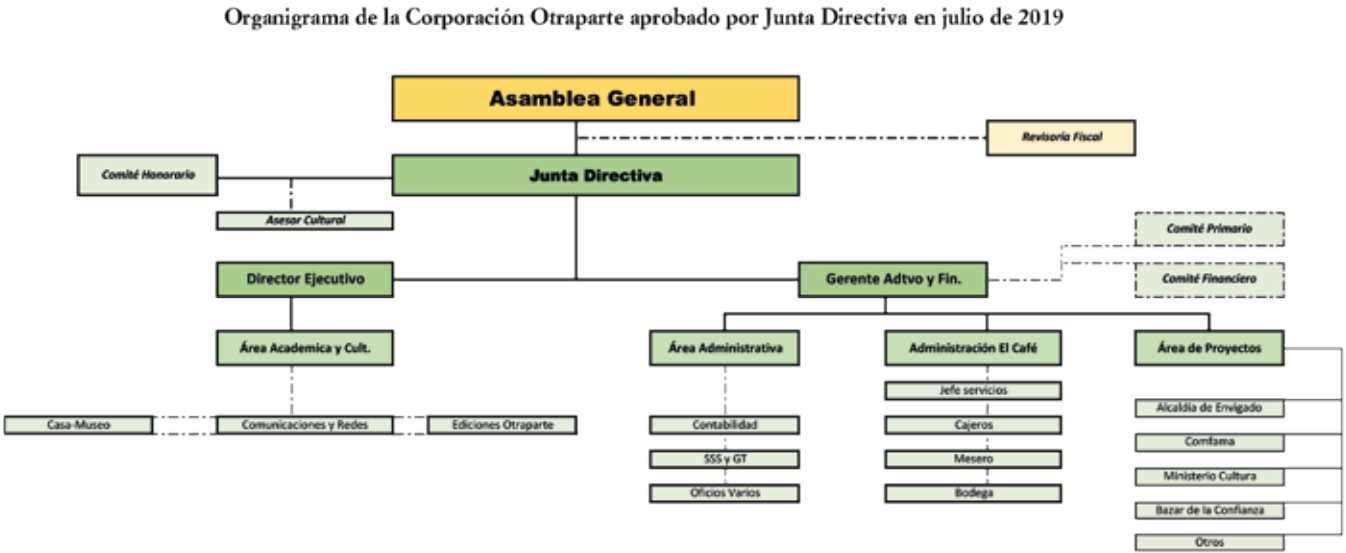 Organigrama de la Corporación Otraparte aprobado por Junta Directiva en julio de 2019
Asamblea General
Revisoría Fiscal
Comité Honorario
Junta Directiva
Asesor Cultural
Comité Primario
Director Ejecutivo
Gerente Adtvo y Fin.
Comité Financiero
Área Academica y Cult.
Área Administrativa
Administración El Café
Área de Proyectos
Jefe servicios
Alcaldía de Envigado
Casa-Museo
Comunicaciones y Redes
Ediciones Otraparte
Contabilidad
Cajeros
Comfama
SSS y GT
Mesero
Ministerio Cultura
Oficios Varios
Bodega
Bazar de la Confianza
Otros